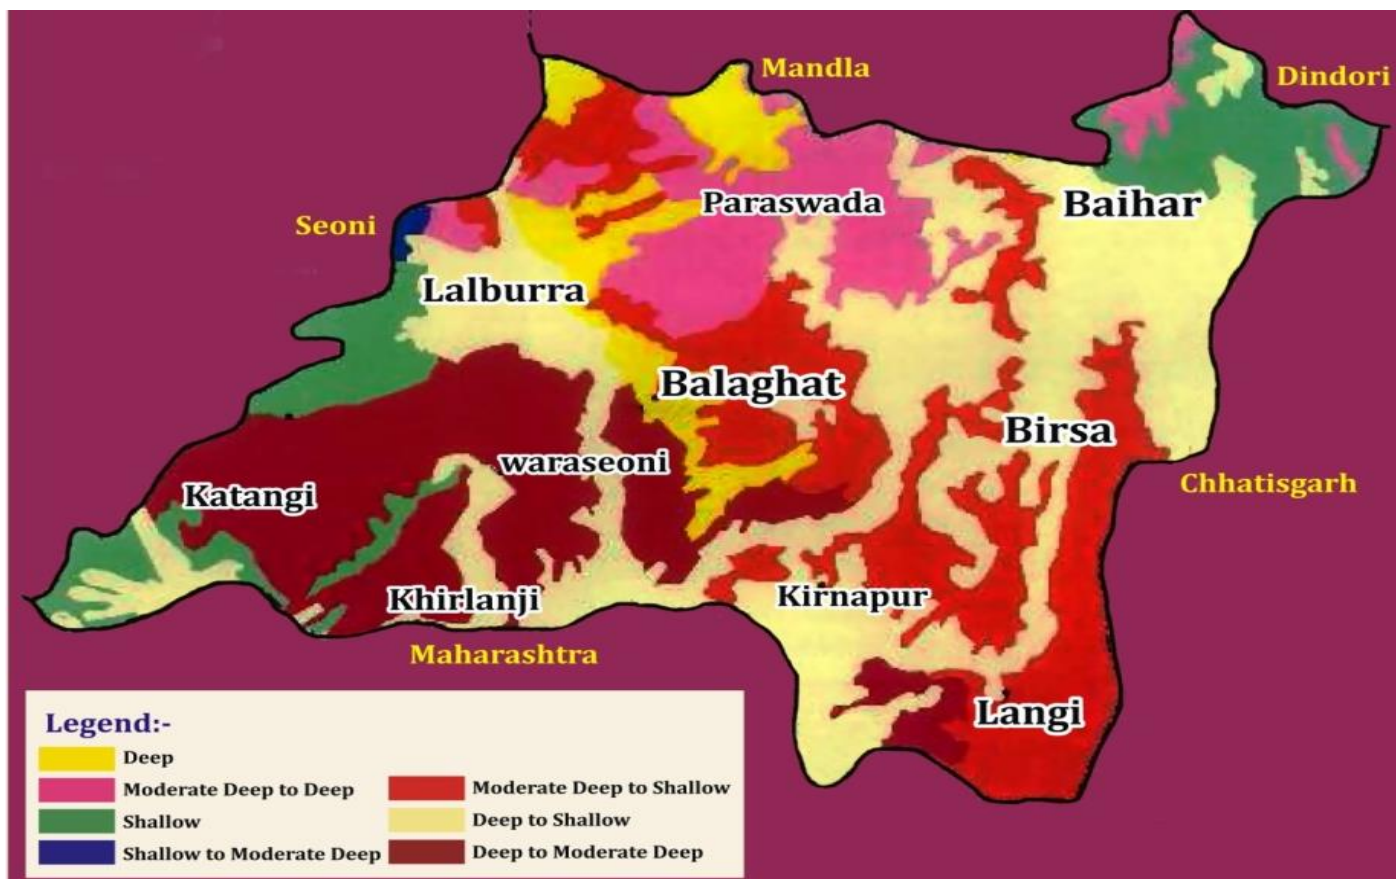 Mandla
Dindori
Paraswada
Baihar
Seoni
Lalburra
Balaghat
Birsa
waraseoni
Katangi
Chhatisgarh
Khirlanji
Kirnapur
Maharashtra
Langi
Legend:-
Deep
Moderate Deep to Deep
Moderate Deep to Shallow
Shallow
Deep to Shallow
Shallow to Moderate Deep
Deep to Moderate Deep